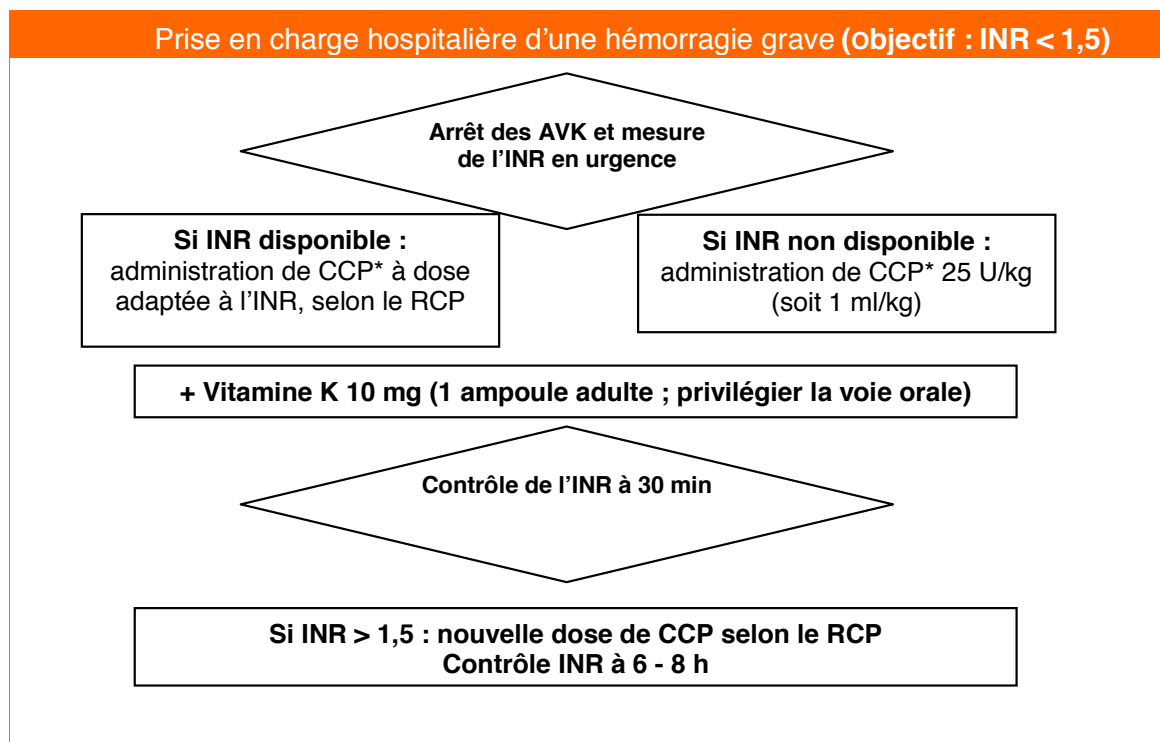 Prise en charge hospitalière d’une hémorragie grave (objectif : INR < 1,5)
Arrêt des AVK et mesure
de l’INR en urgence
Si INR disponible :
administration de CCP* à dose
adaptée à l’INR, selon le RCP
Si INR non disponible :
administration de CCP* 25 U/kg
(soit 1 ml/kg)
+ Vitamine K 10 mg (1 ampoule adulte ; privilégier la voie orale)
Contrôle de l’INR à 30 min
Si INR > 1,5 : nouvelle dose de CCP selon le RCP
Contrôle INR à 6 - 8 h